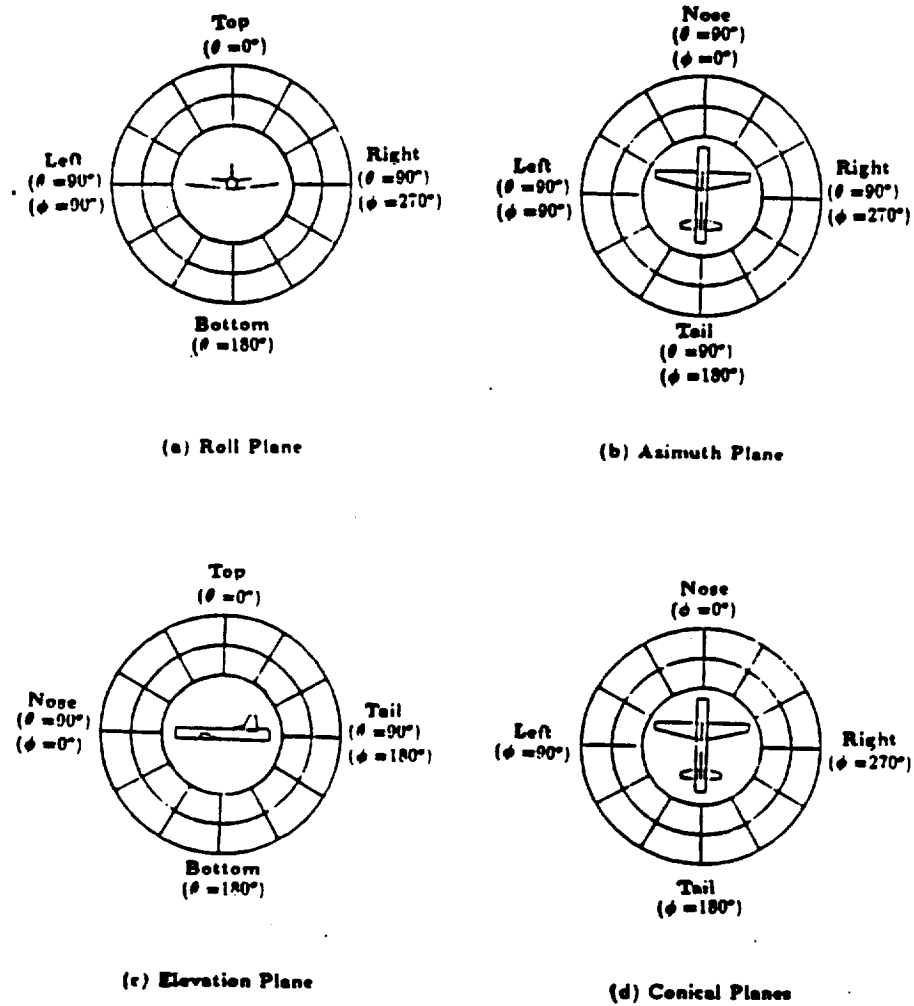 Top
(θ =0°)
Left
(θ =90°)
(ϕ =90°)
Right
(θ =90°)
(ϕ =270°)
Bottom
(θ =180°)
(a) Roll Plane
Nose
(θ =90°)
(ϕ =0°)
Left
(θ =90°)
(ϕ =90°)
Right
(θ =90°)
(ϕ =270°)
Tail
(θ =90°)
(ϕ =180°)
(b) Azimuth Plane
Top
(θ =0°)
Nose
(θ =90°)
(ϕ =0°)
Tail
(θ =90°)
(ϕ =180°)
Bottom
(θ =180°)
(c) Elevation Plane
Nose
(ϕ =0°)
Left
(ϕ =90°)
Right
(ϕ =270°)
Tail
(ϕ =180°)
(d) Conical Planes